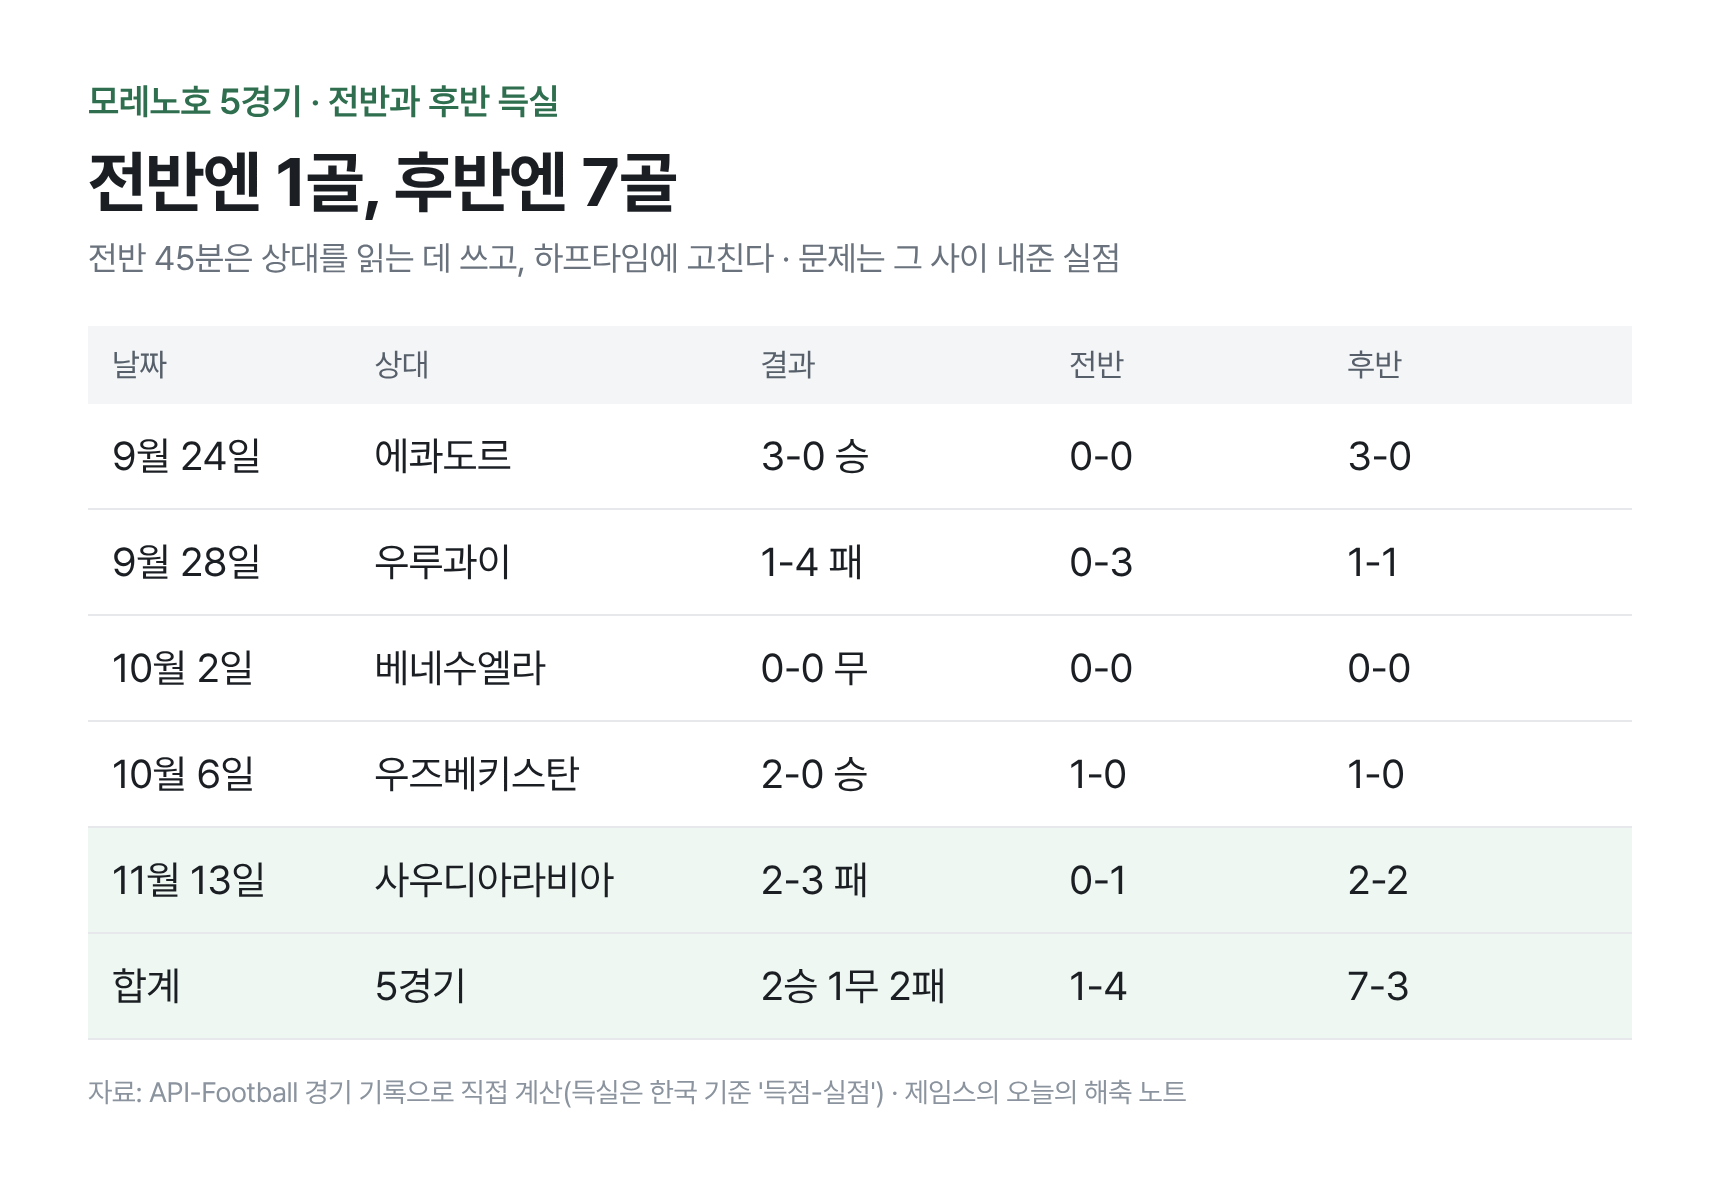 모레노호 5경기 · 전반과 후반 득실
전반엔 1골, 후반엔 7골
전반 45분은 상대를 읽는 데 쓰고, 하프타임에 고친다 · 문제는 그 사이 내준 실점
날짜 상대 결과 전반 후반
9월 24일 에콰도르 3-0 승 0-0 3-0
9월 28일 우루과이 1-4 패 0-3 1-1
10월 2일 베네수엘라 0-0 무 0-0 0-0
10월 6일 우즈베키스탄 2-0 승 1-0 1-0
11월 13일 사우디아라비아 2-3 패 0-1 2-2
합계 5경기 2승 1무 2패 1-4 7-3
자료: API-Football 경기 기록으로 직접 계산(득실은 한국 기준 '득점-실점') · 제임스의 오늘의 해축 노트